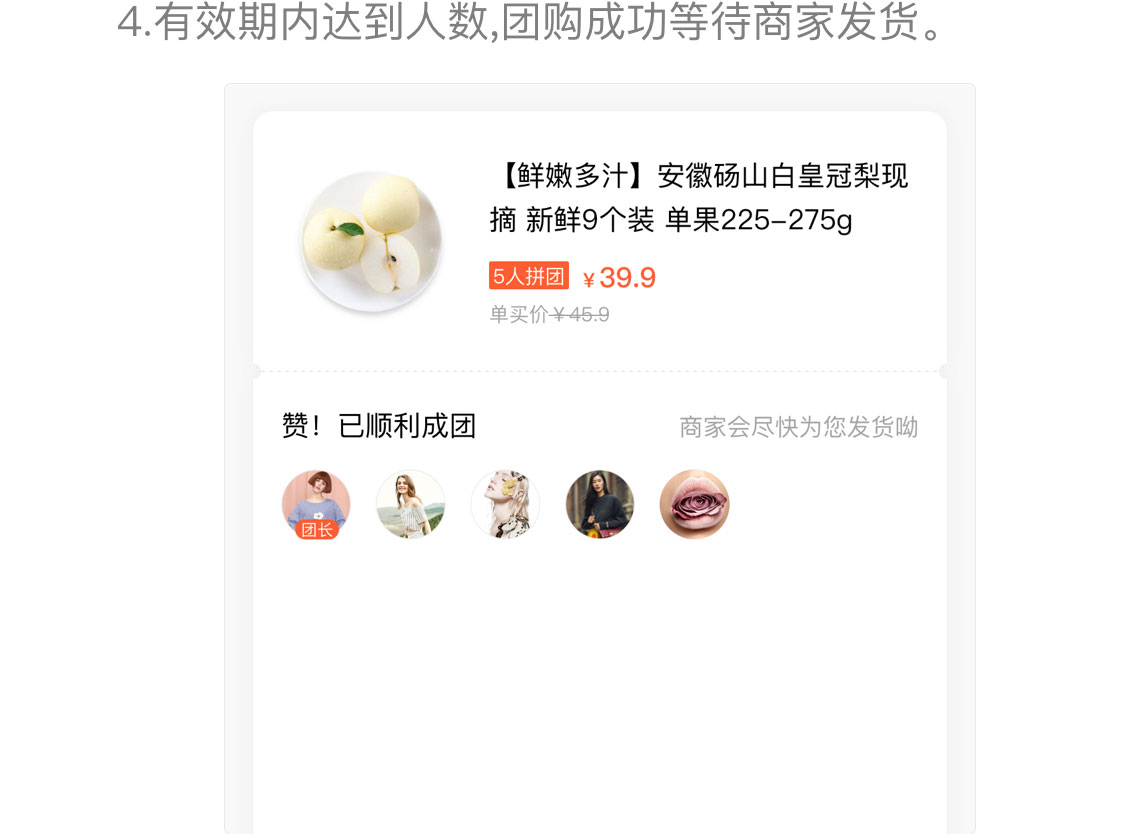 4.有效期内达到人数,团购成功等待商家发货。
【鲜嫩多汁】安徽砀山白皇冠梨现
摘 新鲜9个装 单果225-275g
5人拼团 ¥39.9
单买价¥45.9
赞！已顺利成团 商家会尽快为您发货呦
团长